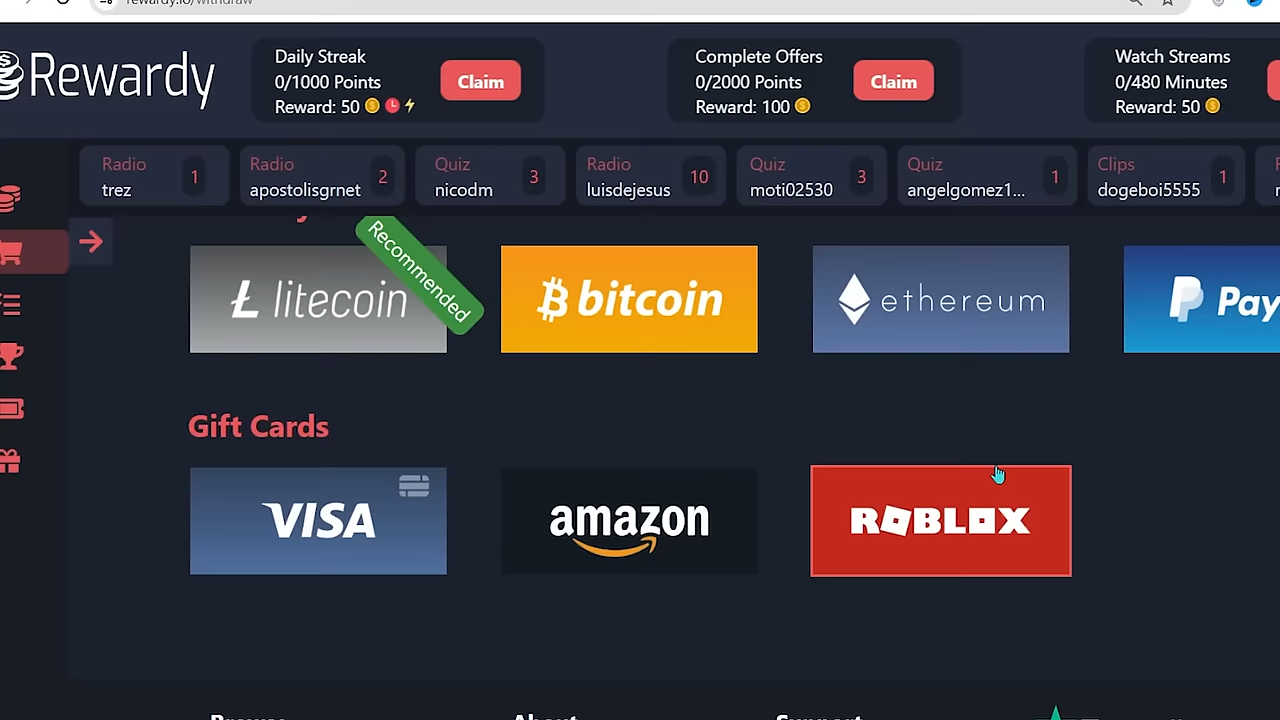 rewardy.io/withdraw
Rewardy
Daily Streak
0/1000 Points
Reward: 50
Claim
Complete Offers
0/2000 Points
Reward: 100
Claim
Watch Streams
0/480 Minutes
Reward: 50
Radio
trez
1
Radio
apostolisgrnet
2
Quiz
nicodm
3
Radio
luisdejesus
10
Quiz
moti02530
3
Quiz
angelgomez1...
1
Clips
dogeboi5555
1
Recommended
litecoin
bitcoin
ethereum
Pay
Gift Cards
VISA
amazon
ROBLOX
About
Support